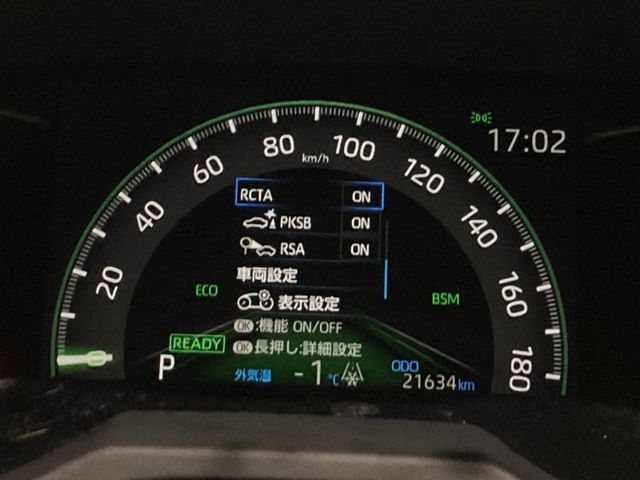 17:02
0
20
40
60
80
100
120
140
160
180
km/h
RCTA ON
PKSB ON
RSA ON
車両設定
表示設定
OK :機能 ON/OFF
OK 長押し:詳細設定
ECO
BSM
READY
P
外気温 -1 ℃
ODO
21634 km